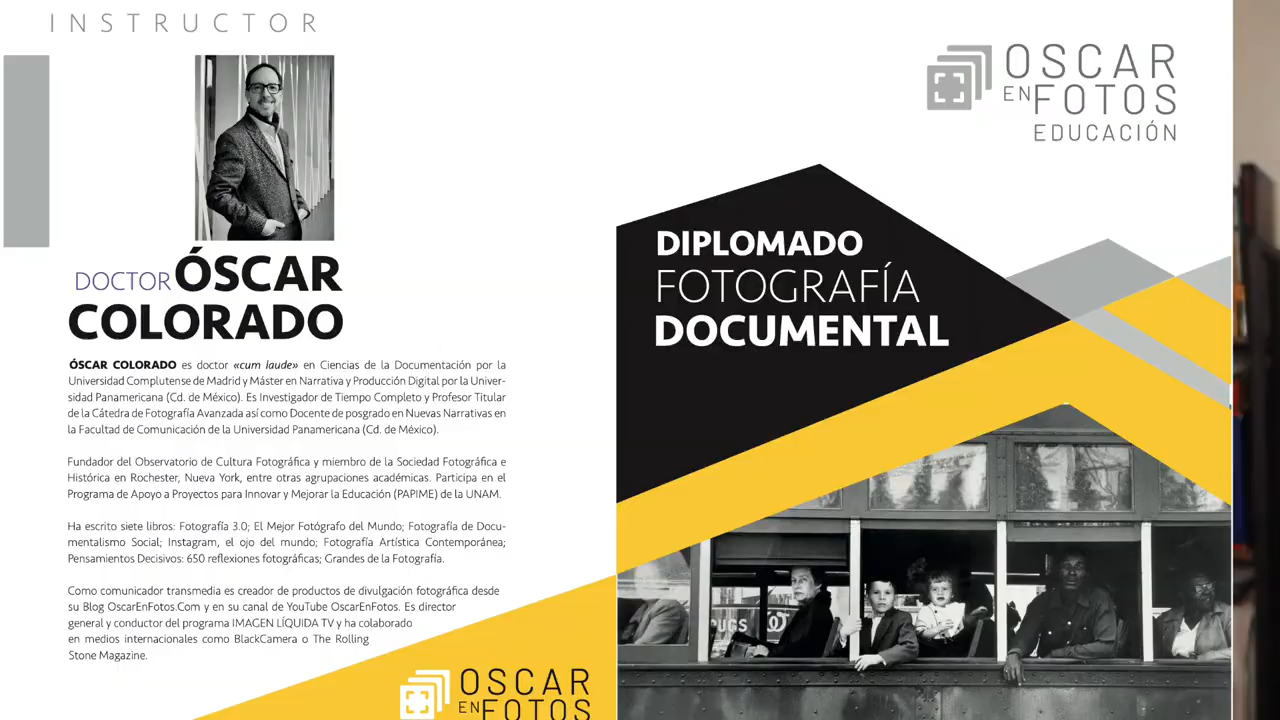 INSTRUCTOR
DOCTOR ÓSCAR
COLORADO
ÓSCAR COLORADO es doctor «cum laude» en Ciencias de la Documentación por la
Universidad Complutense de Madrid y Máster en Narrativa y Producción Digital por la Univer-
sidad Panamericana (Cd. de México). Es Investigador de Tiempo Completo y Profesor Titular
de la Cátedra de Fotografía Avanzada así como Docente de posgrado en Nuevas Narrativas en
la Facultad de Comunicación de la Universidad Panamericana (Cd. de México).
Fundador del Observatorio de Cultura Fotográfica y miembro de la Sociedad Fotográfica e
Histórica en Rochester, Nueva York, entre otras agrupaciones académicas. Participa en el
Programa de Apoyo a Proyectos para Innovar y Mejorar la Educación (PAPIME) de la UNAM.
Ha escrito siete libros: Fotografía 3.0; El Mejor Fotógrafo del Mundo; Fotografía de Docu-
mentalismo Social; Instagram, el ojo del mundo; Fotografía Artística Contemporánea;
Pensamientos Decisivos: 650 reflexiones fotográficas; Grandes de la Fotografía.
Como comunicador transmedia es creador de productos de divulgación fotográfica desde
su Blog OscarEnFotos.Com y en su canal de YouTube OscarEnFotos. Es director
general y conductor del programa IMAGEN LÍQUIDA TV y ha colaborado
en medios internacionales como BlackCamera o The Rolling
Stone Magazine.
OSCAR
EN FOTOS
OSCAR
EN FOTOS
EDUCACIÓN
DIPLOMADO
FOTOGRAFÍA
DOCUMENTAL
UGS